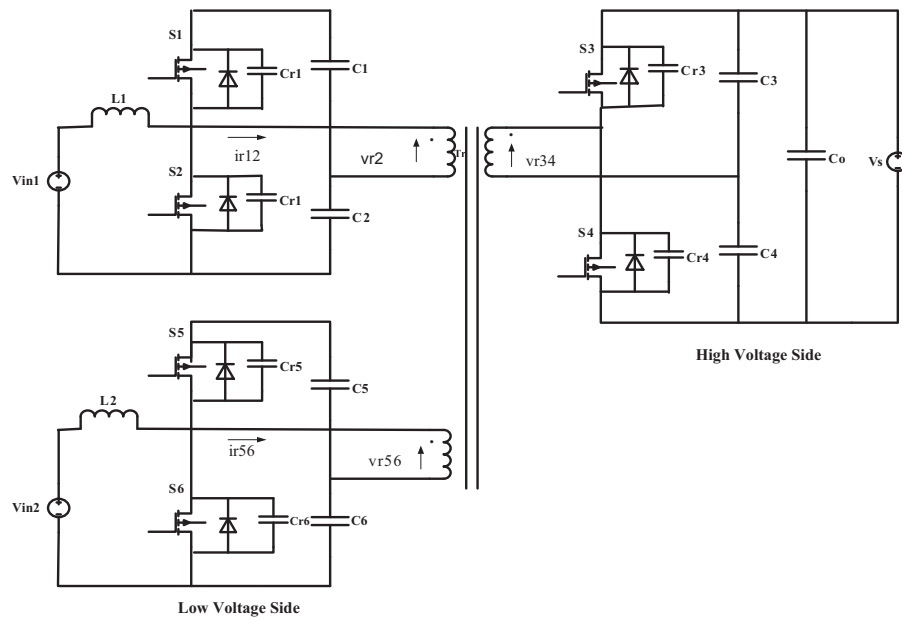 S1
Cr1
C1
L1
ir12
vr2
Tr
Vin1
S2
Cr1
C2
S3
Cr3
C3
vr34
Co
Vs
S4
Cr4
C4
High Voltage Side
S5
Cr5
C5
L2
ir56
vr56
Vin2
S6
Cr6
C6
Low Voltage Side